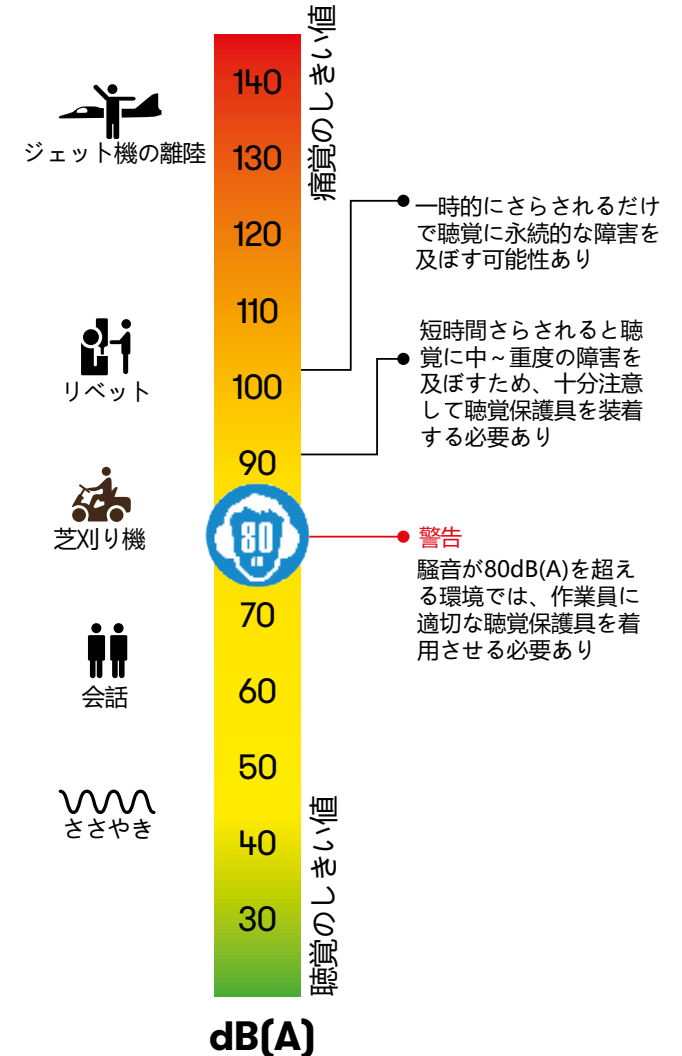 痛覚のしきい値
140
130
120
110
100
90
80
70
60
50
40
30
聴覚のしきい値
dB(A)
ジェット機の離陸
リベット
芝刈り機
会話
ささやき
一時的にさらされるだけ
で聴覚に永続的な障害を
及ぼす可能性あり
短時間さらされると聴
覚に中～重度の障害を
及ぼすため、十分注意
して聴覚保護具を装着
する必要あり
警告
騒音が80dB(A)を超え
る環境では、作業員に
適切な聴覚保護具を着
用させる必要あり